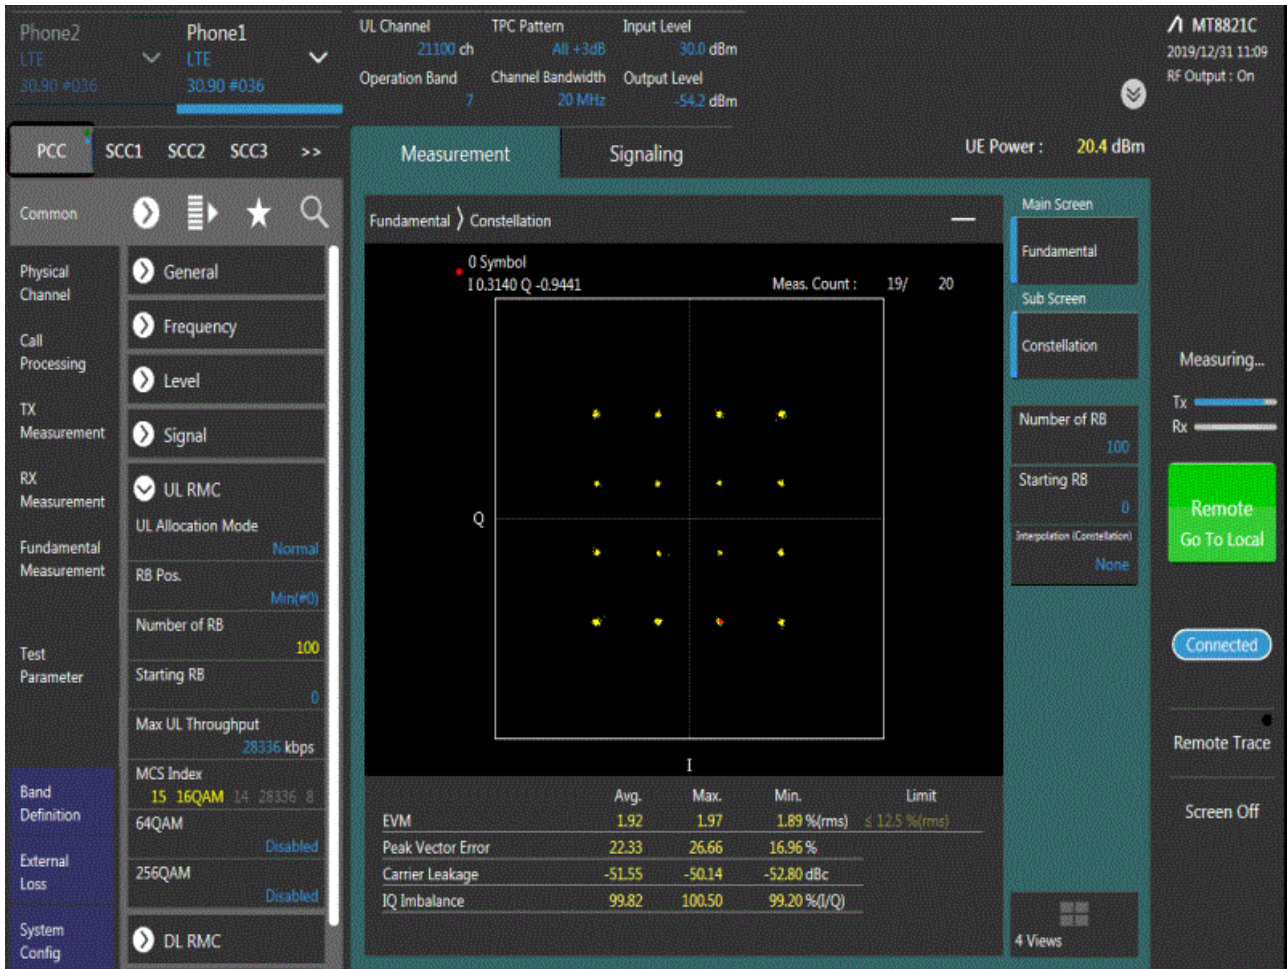 Phone2
LTE
30.90 #036
Phone1
LTE
30.90 #036
UL Channel
21100 ch
TPC Pattern
All +3dB
Input Level
30.0 dBm
Operation Band
7
Channel Bandwidth
20 MHz
Output Level
-54.2 dBm
MT8821C
2019/12/31 11:09
RF Output : On
PCC SCC1 SCC2 SCC3 >>
Measurement
Signaling
UE Power : 20.4 dBm
Common
Physical
Channel
Call
Processing
TX
Measurement
RX
Measurement
Fundamental
Measurement
Test
Parameter
Band
Definition
External
Loss
System
Config
General
Frequency
Level
Signal
UL RMC
UL Allocation Mode
Normal
RB Pos.
Min(#0)
Number of RB
100
Starting RB
0
Max UL Throughput
28336 kbps
MCS Index
15 16QAM 14 28336 8
64QAM
Disabled
256QAM
Disabled
DL RMC
Fundamental 〉 Constellation
0 Symbol
I 0.3140 Q -0.9441
Meas. Count : 19/ 20
Q
I
Avg. Max. Min. Limit
EVM 1.92 1.97 1.89 %(rms) ≤ 12.5 %(rms)
Peak Vector Error 22.33 26.66 16.96 %
Carrier Leakage -51.55 -50.14 -52.80 dBc
IQ Imbalance 99.82 100.50 99.20 %(I/Q)
Main Screen
Fundamental
Sub Screen
Constellation
Number of RB
100
Starting RB
0
Interpolation (Constellation)
None
4 Views
Measuring...
Tx
Rx
Remote
Go To Local
Connected
Remote Trace
Screen Off